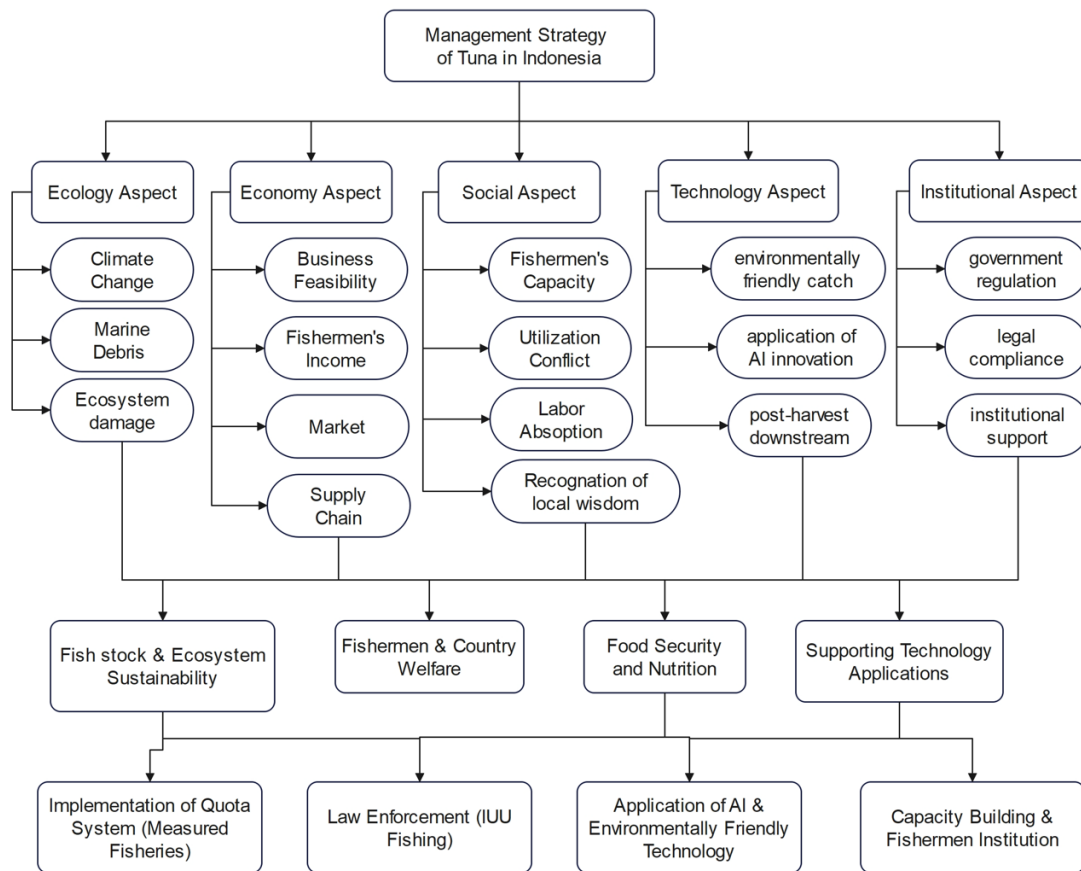 Management Strategy
of Tuna in Indonesia
Ecology Aspect
Economy Aspect
Social Aspect
Technology Aspect
Institutional Aspect
Climate
Change
Business
Feasibility
Fishermen's
Capacity
environmentally
friendly catch
government
regulation
Marine
Debris
Fishermen's
Income
Utilization
Conflict
application of
AI innovation
legal
compliance
Ecosystem
damage
Market
Labor
Absoption
post-harvest
downstream
institutional
support
Supply
Chain
Recognation of
local wisdom
Fish stock & Ecosystem
Sustainability
Fishermen & Country
Welfare
Food Security
and Nutrition
Supporting Technology
Applications
Implementation of Quota
System (Measured
Fisheries)
Law Enforcement (IUU
Fishing)
Application of AI &
Environmentally Friendly
Technology
Capacity Building &
Fishermen Institution